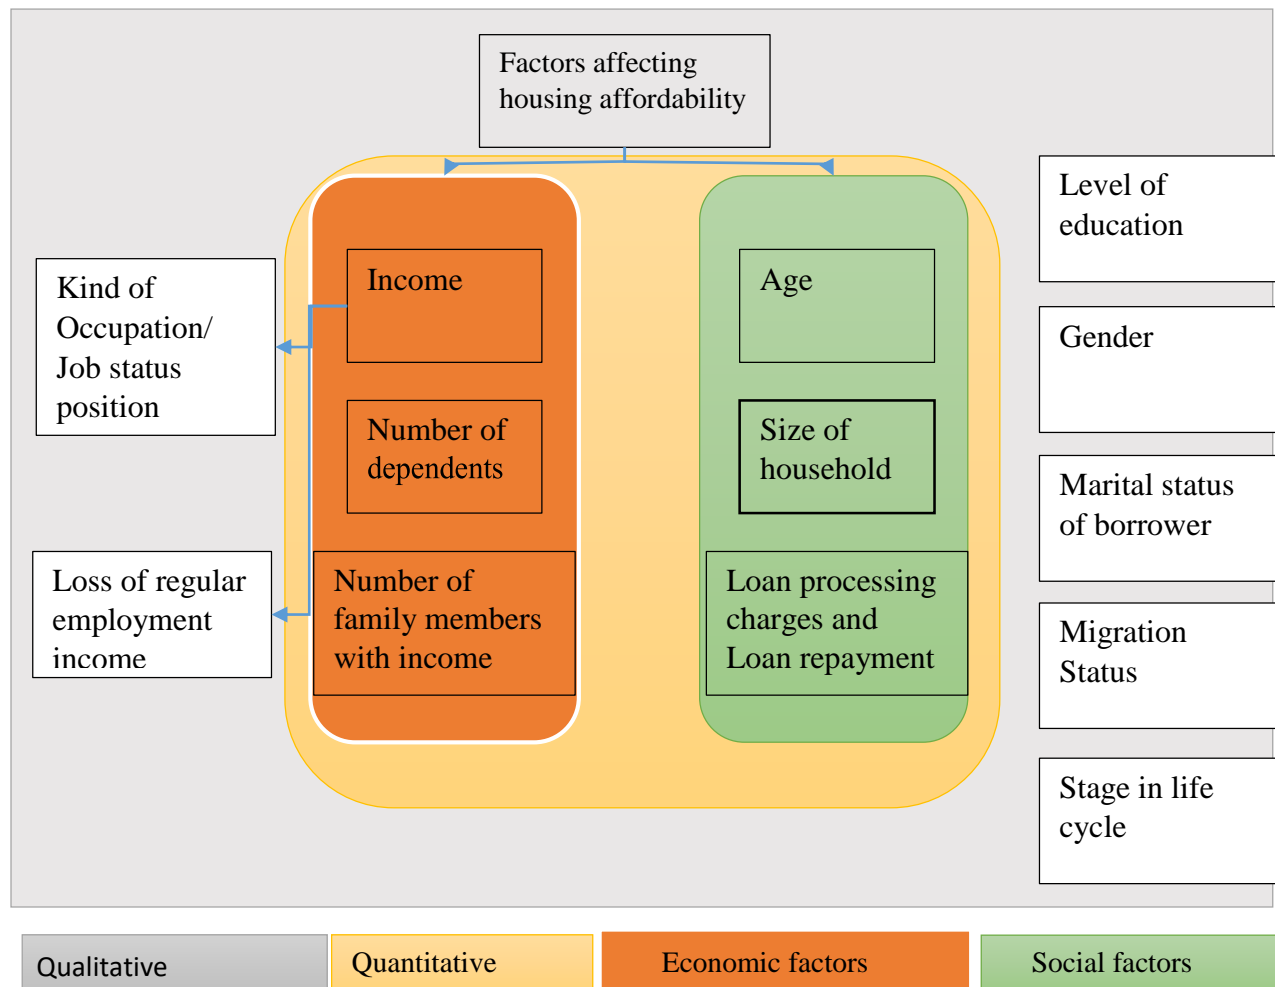 Factors affecting
housing affordability
Kind of
Occupation/
Job status
position
Loss of regular
employment
income
Income
Number of
dependents
Number of
family members
with income
Age
Size of
household
Loan processing
charges and
Loan repayment
Level of
education
Gender
Marital status
of borrower
Migration
Status
Stage in life
cycle
Qualitative
Quantitative
Economic factors
Social factors